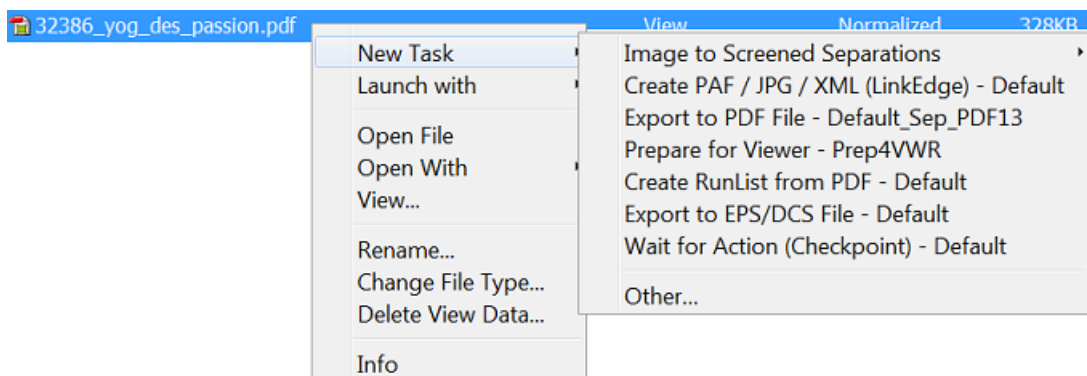 32386_yog_des_passion.pdf View Normalized 328KB
New Task
Launch with
Open File
Open With
View...
Rename...
Change File Type...
Delete View Data...
Info
Image to Screened Separations
Create PAF / JPG / XML (LinkEdge) - Default
Export to PDF File - Default_Sep_PDF13
Prepare for Viewer - Prep4VWR
Create RunList from PDF - Default
Export to EPS/DCS File - Default
Wait for Action (Checkpoint) - Default
Other...